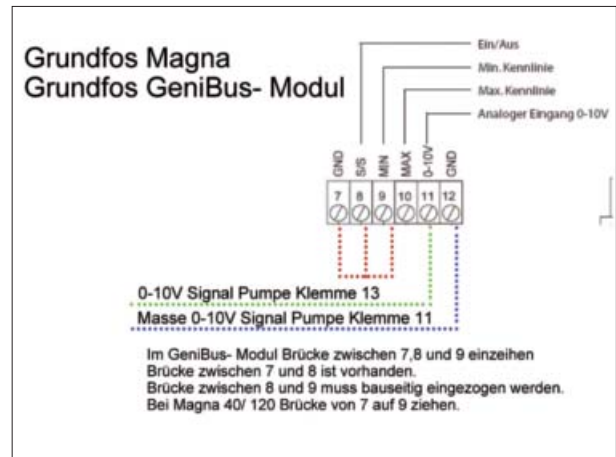 Grundfos Magna
Grundfos GeniBus- Modul
Ein/Aus
Min. Kennlinie
Max. Kennlinie
Analoger Eingang 0-10V
GND S/S MIN MAX 0-10V GND
7 8 9 10 11 12
0-10V Signal Pumpe Klemme 13
Masse 0-10V Signal Pumpe Klemme 11
Im GeniBus- Modul Brücke zwischen 7,8 und 9 einzeihen
Brücke zwischen 7 und 8 ist vorhanden.
Brücke zwischen 8 und 9 muss bauseitig eingezogen werden.
Bei Magna 40/ 120 Brücke von 7 auf 9 ziehen.